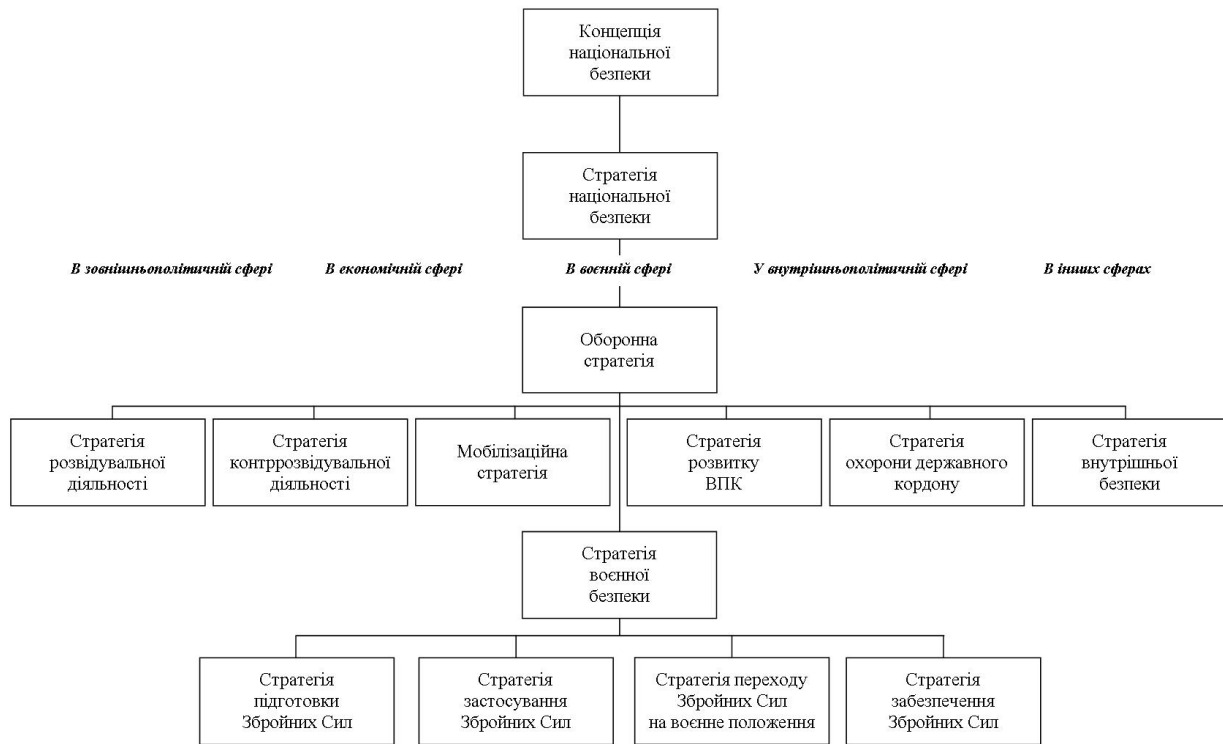 Концепція
національної
безпеки
Стратегія
національної
безпеки
В зовнішньополітичній сфері
В економічній сфері
В воєнній сфері
У внутрішньополітичній сфері
В інших сферах
Оборонна
стратегія
Стратегія
розвідувальної
діяльності
Стратегія
контррозвідувальної
діяльності
Мобілізаційна
стратегія
Стратегія
розвитку
ВПК
Стратегія
охорони державного
кордону
Стратегія
внутрішньої
безпеки
Стратегія
воєнної
безпеки
Стратегія
підготовки
Збройних Сил
Стратегія
застосування
Збройних Сил
Стратегія переходу
Збройних Сил
на воєнне положення
Стратегія
забезпечення
Збройних Сил